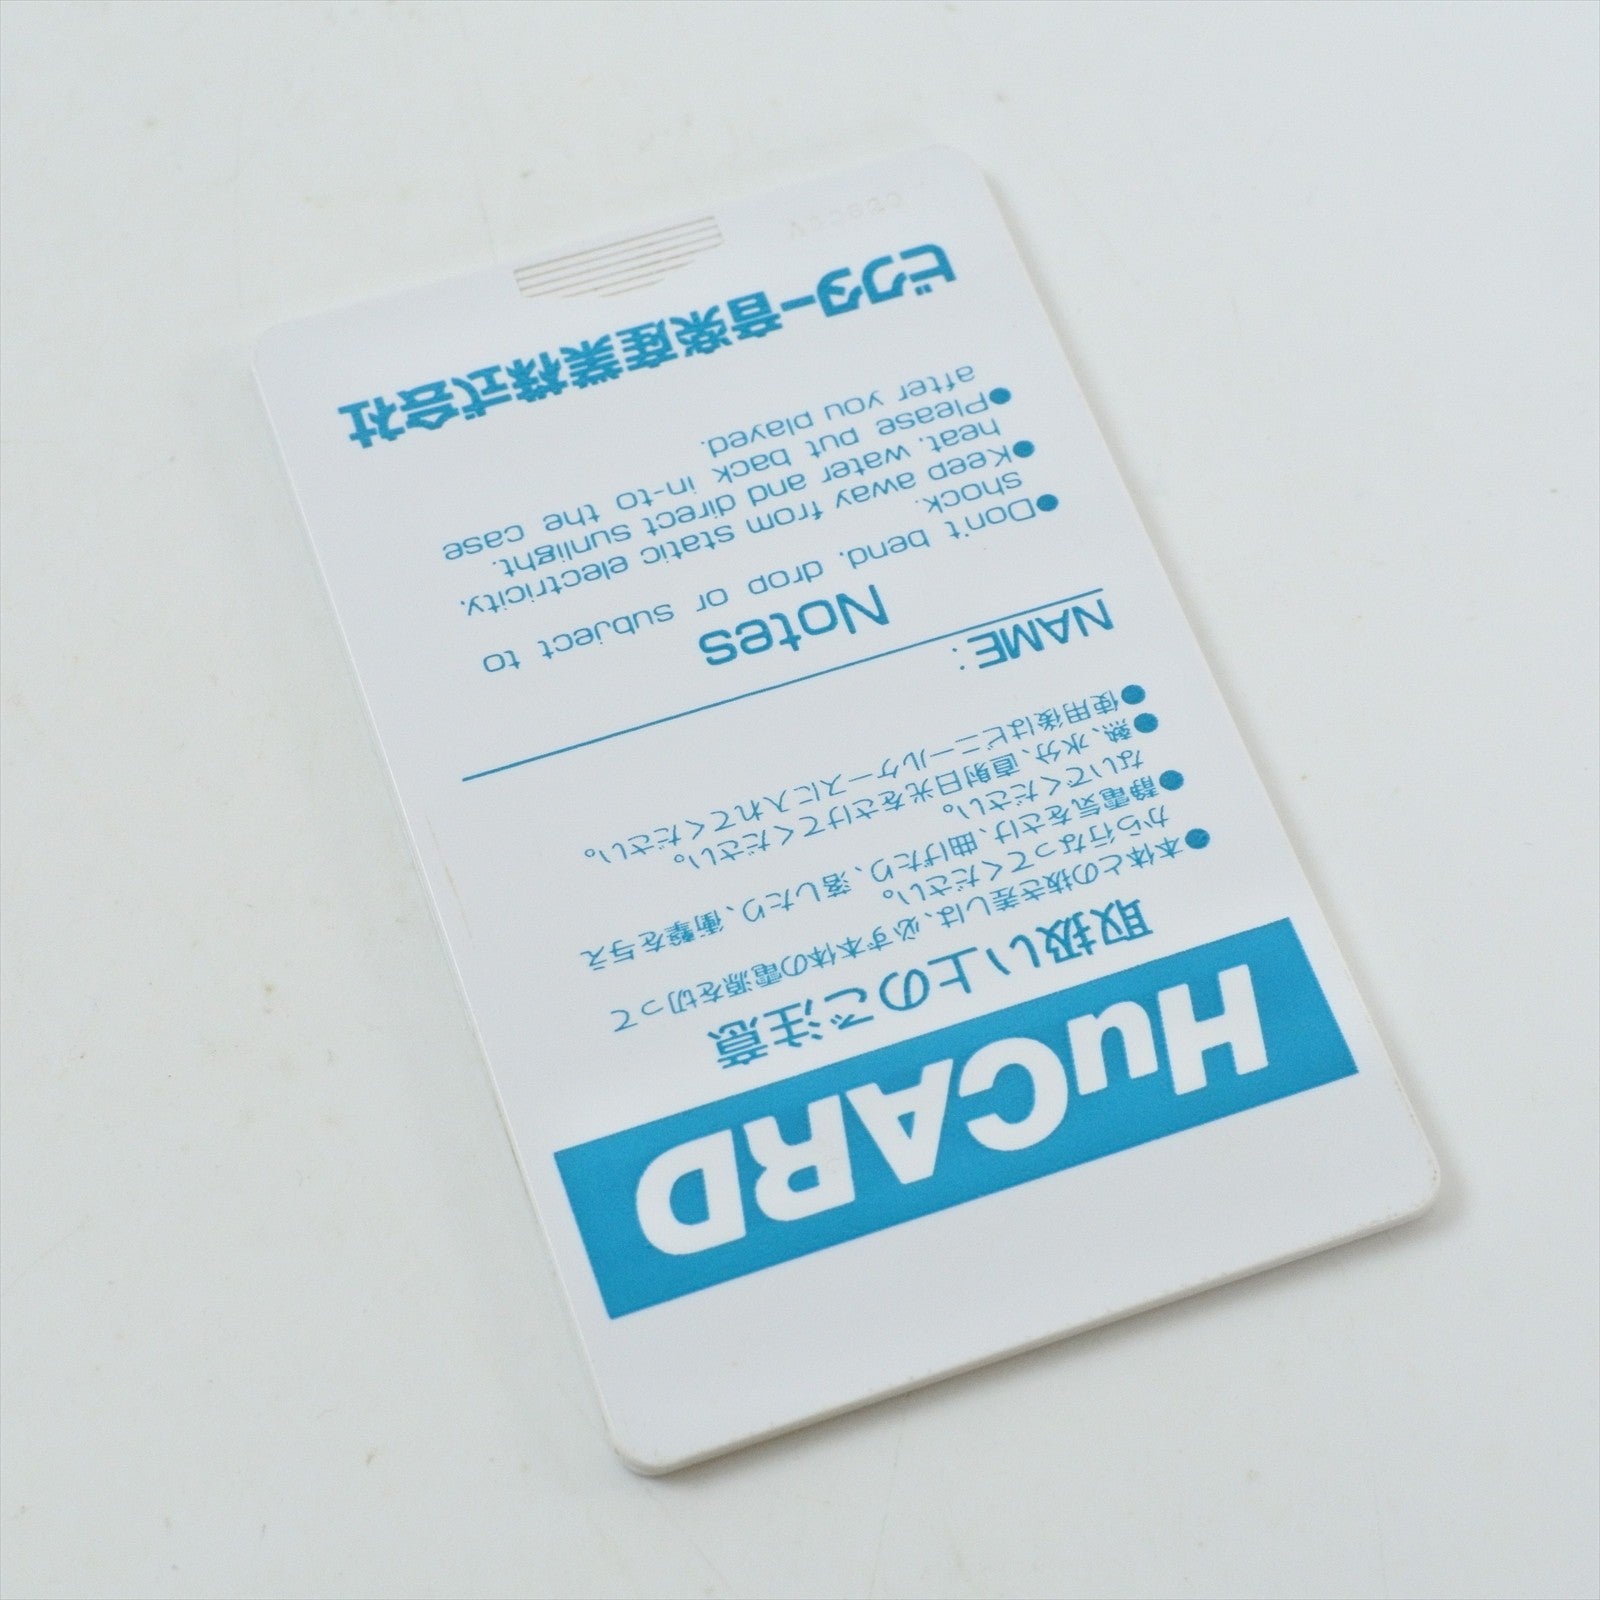 HuCARD
取扱い上のご注意
●本体との抜き差しは、必ず本体の電源を切って
から行なってください。
●静電気をさけ、曲げたり、落したり、衝撃を与え
ないでください。
●熱、水分、直射日光をさけてください。
●使用後はビニールケースに入れてください。
NAME:
Notes
●Don't bend, drop or subject to
shock.
●Keep away from static electricity,
heat, water and direct sunlight.
●Please put back in-to the case
after you played.
ビクター音楽産業株式会社